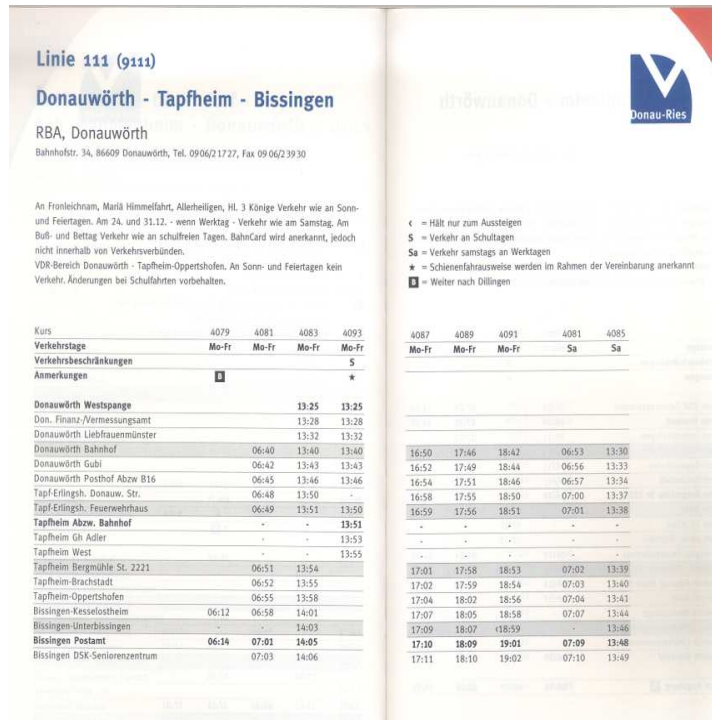 Linie 111 (9111)
Donauwörth - Tapfheim - Bissingen
RBA, Donauwörth
Bahnhofstr. 34, 86609 Donauwörth, Tel. 0906/21727, Fax 0906/23930
An Fronleichnam, Mariä Himmelfahrt, Allerheiligen, Hl. 3 Könige Verkehr wie an Sonn-
und Feiertagen. Am 24. und 31.12. - wenn Werktag - Verkehr wie am Samstag. Am
Buß- und Bettag Verkehr wie an schulfreien Tagen. BahnCard wird anerkannt, jedoch
nicht innerhalb von Verkehrsverbünden.
VDR-Bereich Donauwörth - Tapfheim-Oppertshofen. An Sonn- und Feiertagen kein
Verkehr. Änderungen bei Schulfahrten vorbehalten.
Kurs 4079 4081 4083 4093
Verkehrstage Mo-Fr Mo-Fr Mo-Fr Mo-Fr
Verkehrsbeschränkungen S
Anmerkungen D ★
Donauwörth Westspange 13:25 13:25
Don. Finanz-/Vermessungsamt 13:28 13:28
Donauwörth Liebfrauenmünster 13:32 13:32
Donauwörth Bahnhof 06:40 13:40 13:40
Donauwörth Gubi 06:42 13:43 13:43
Donauwörth Posthof Abzw B16 06:45 13:46 13:46
Tapf-Erlingsh. Donauw. Str. 06:48 13:50 -
Tapf-Erlingsh. Feuerwehrhaus 06:49 13:51 13:50
Tapfheim Abzw. Bahnhof - - 13:51
Tapfheim Gh Adler - - 13:53
Tapfheim West - - 13:55
Tapfheim Bergmühle St. 2221 06:51 13:54
Tapfheim-Brachstadt 06:52 13:55
Tapfheim-Oppertshofen 06:55 13:58
Bissingen-Kesselostheim 06:12 06:58 14:01
Bissingen-Unterbissingen - - 14:03
Bissingen Postamt 06:14 07:01 14:05
Bissingen DSK-Seniorenzentrum 07:03 14:06
Donau-Ries
‹ = Hält nur zum Aussteigen
S = Verkehr an Schultagen
Sa = Verkehr samstags an Werktagen
★ = Schienenfahrausweise werden im Rahmen der Vereinbarung anerkannt
D = Weiter nach Dillingen
4087 4089 4091 4081 4085
Mo-Fr Mo-Fr Mo-Fr Sa Sa
16:50 17:46 18:42 06:53 13:30
16:52 17:49 18:44 06:56 13:33
16:54 17:51 18:46 06:57 13:34
16:58 17:55 18:50 07:00 13:37
16:59 17:56 18:51 07:01 13:38
- - - - -
- - - - -
- - - - -
17:01 17:58 18:53 07:02 13:39
17:02 17:59 18:54 07:03 13:40
17:04 18:02 18:56 07:04 13:41
17:07 18:05 18:58 07:07 13:44
17:09 18:07 ‹18:59 - 13:46
17:10 18:09 19:01 07:09 13:48
17:11 18:10 19:02 07:10 13:49